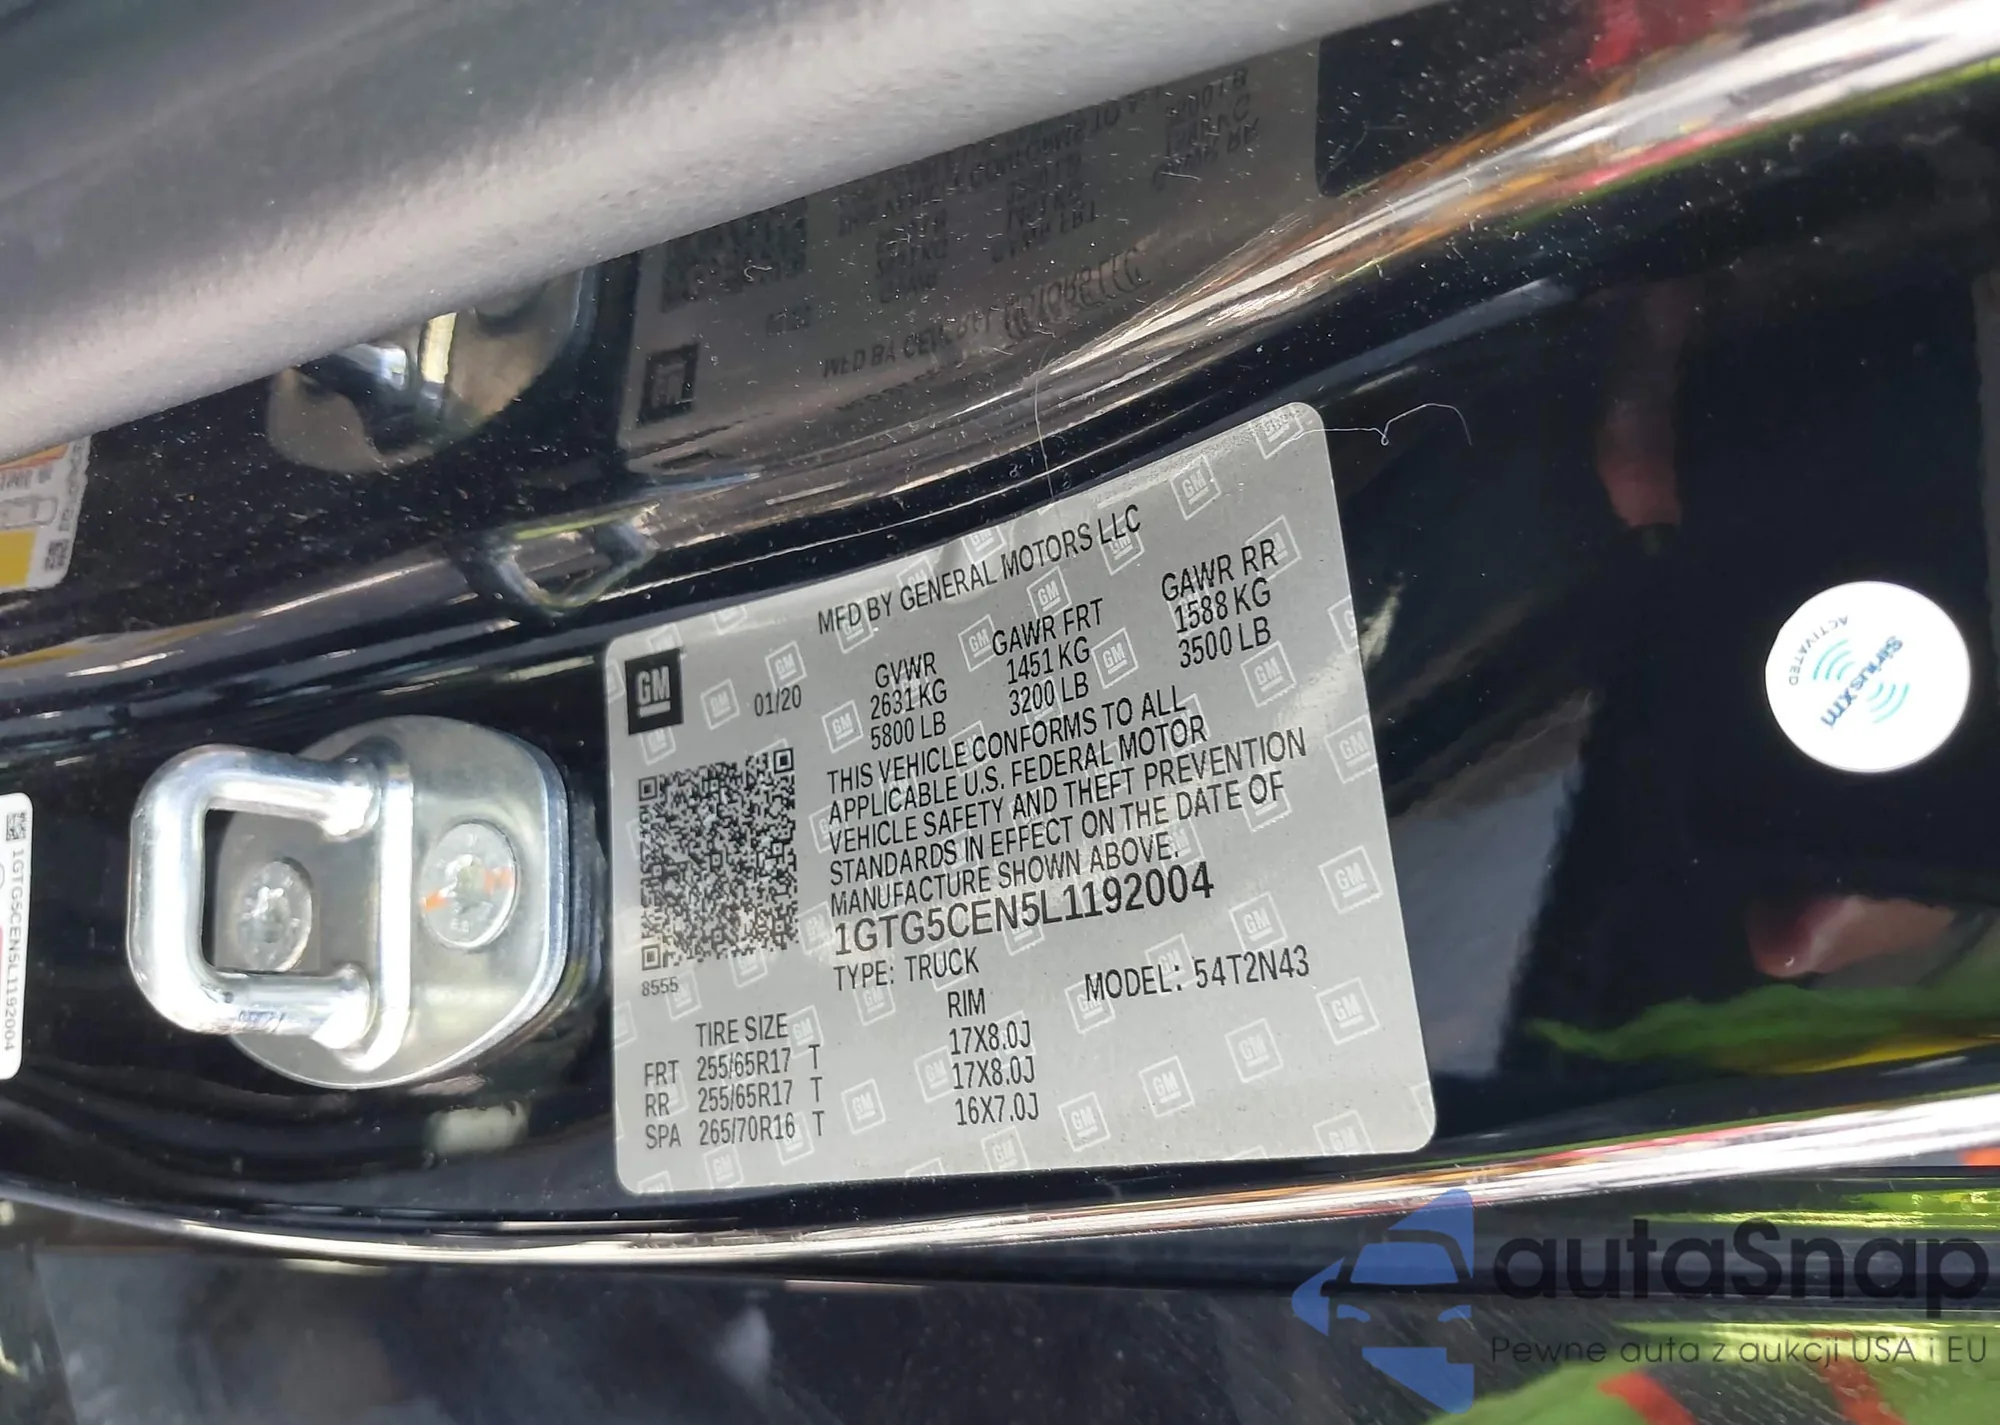 MFD BY GENERAL MOTORS LLC
GM
01/20
GVWR
2631 KG
5800 LB
GAWR FRT
1451 KG
3200 LB
GAWR RR
1588 KG
3500 LB
THIS VEHICLE CONFORMS TO ALL
APPLICABLE U.S. FEDERAL MOTOR
VEHICLE SAFETY AND THEFT PREVENTION
STANDARDS IN EFFECT ON THE DATE OF
MANUFACTURE SHOWN ABOVE.
1GTG5CEN5L1192004
TYPE: TRUCK
MODEL: 54T2N43
8555
TIRE SIZE RIM
FRT 255/65R17 T 17X8.0J
RR 255/65R17 T 17X8.0J
SPA 265/70R16 T 16X7.0J
1GTG5CEN5L1192004
siriusxm
ACTIVATED
autaSnap
Pewne auta z aukcji USA i EU